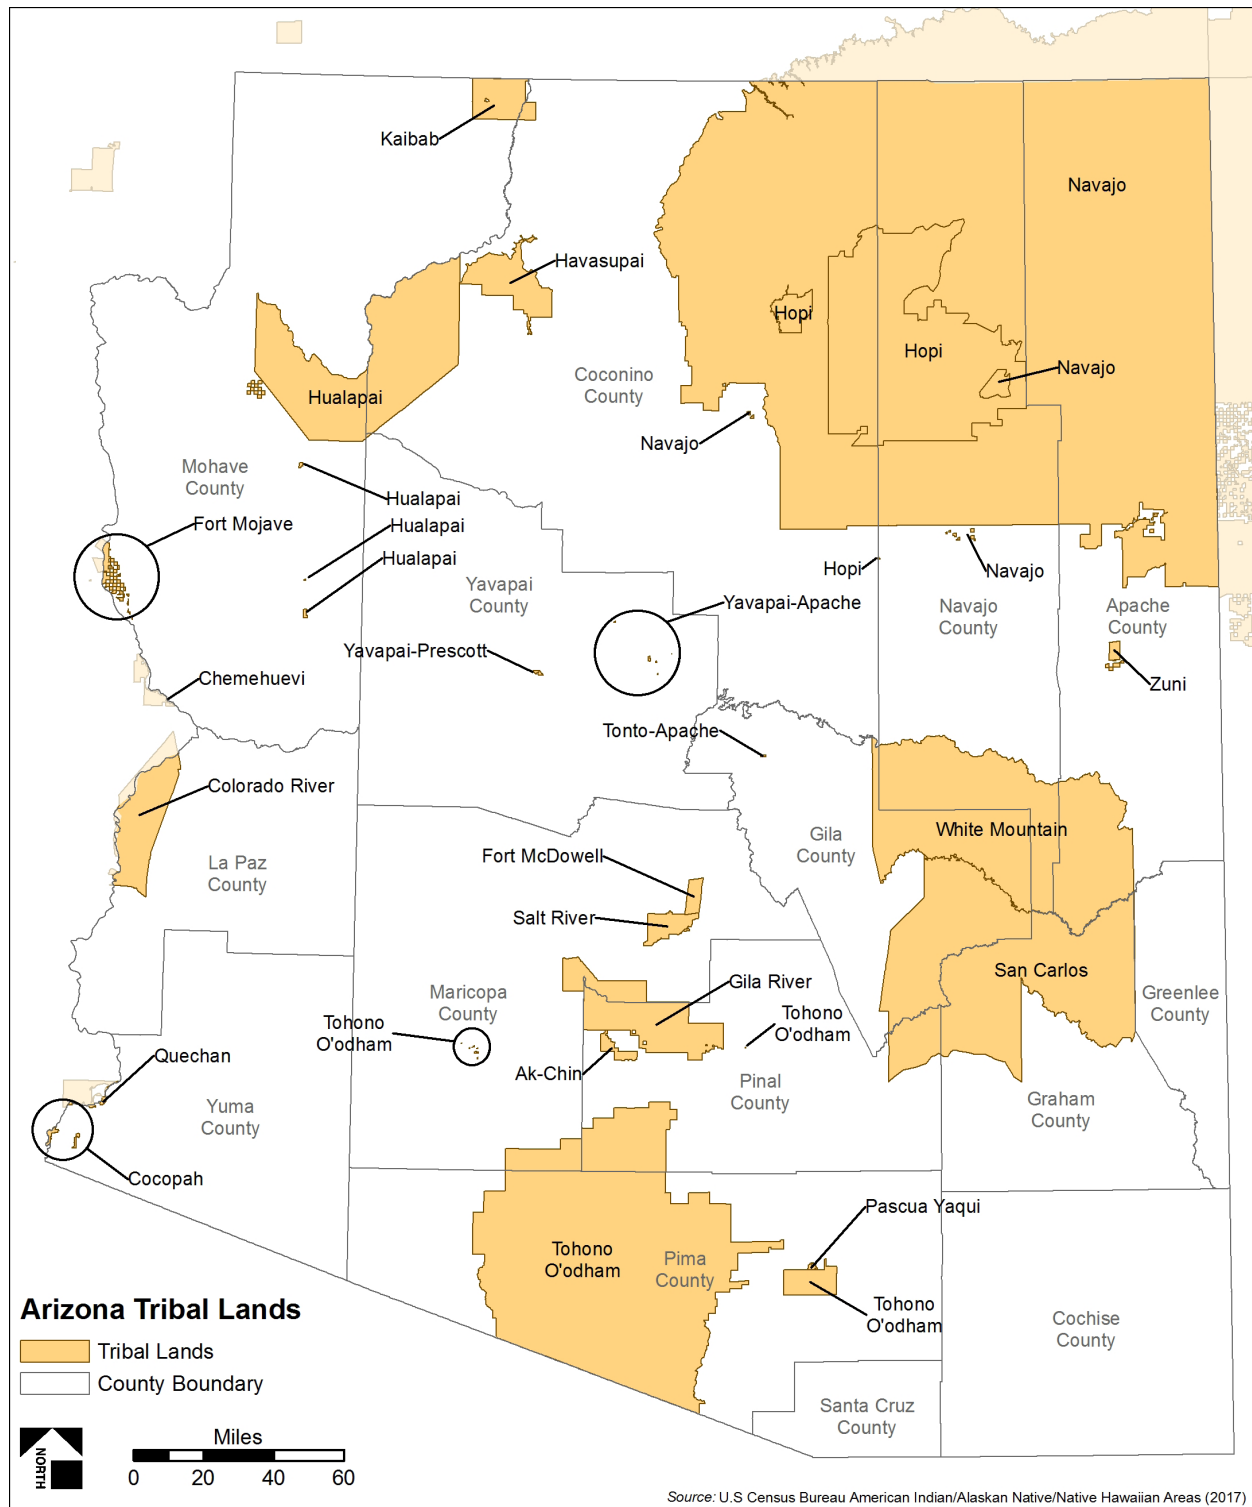 Kaibab
Navajo
Havasupai
Hopi
Hopi
Navajo
Coconino
County
Hualapai
Navajo
Mohave
County
Hualapai
Fort Mojave
Hualapai
Hualapai
Hopi
Navajo
Yavapai
County
Yavapai-Apache
Navajo
County
Apache
County
Yavapai-Prescott
Chemehuevi
Zuni
Tonto-Apache
Colorado River
White Mountain
Gila
County
Fort McDowell
La Paz
County
Salt River
San Carlos
Gila River
Maricopa
County
Greenlee
County
Tohono
O'odham
Tohono
O'odham
Quechan
Ak-Chin
Pinal
County
Yuma
County
Graham
County
Cocopah
Pascua Yaqui
Tohono
O'odham
Pima
County
Tohono
O'odham
Cochise
County
Santa Cruz
County
Arizona Tribal Lands
Tribal Lands
County Boundary
NORTH
Miles
0 20 40 60
Source: U.S Census Bureau American Indian/Alaskan Native/Native Hawaiian Areas (2017)